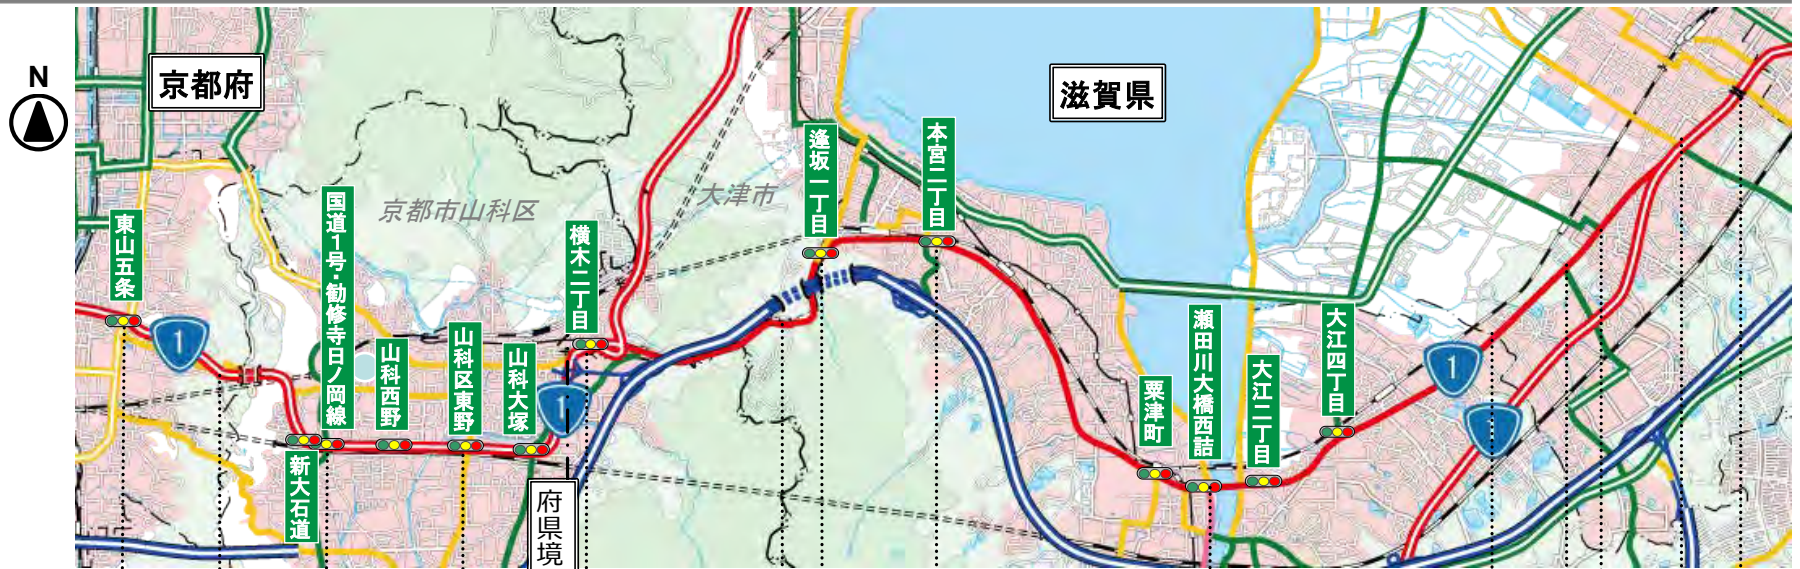 N
京都府
滋賀県
東山五条
1
国道1号・勧修寺日ノ岡線
新大石道
山科西野
山科区東野
山科大塚
京都市山科区
横木二丁目
1
府県境
大津市
逢坂一丁目
本宮二丁目
粟津町
瀬田川大橋西詰
大江二丁目
大江四丁目
1